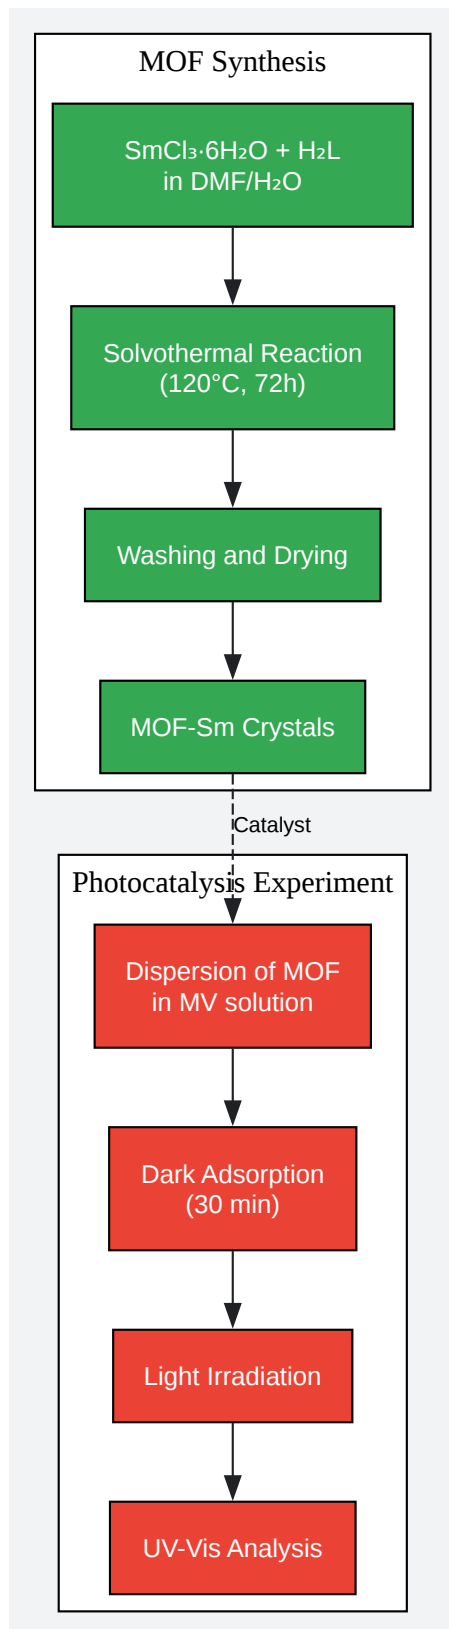 MOF Synthesis
SmCl₃·6H₂O + H₂L
in DMF/H₂O
Solvothermal Reaction
(120°C, 72h)
Washing and Drying
MOF-Sm Crystals
Catalyst
Photocatalysis Experiment
Dispersion of MOF
in MV solution
Dark Adsorption
(30 min)
Light Irradiation
UV-Vis Analysis